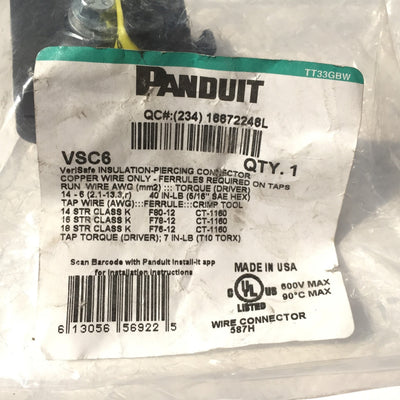 TT33GBW
PANDUIT
QC#:(234) 16672246L
VSC6
QTY. 1
VeriSafe INSULATION-PIERCING CONNECTOR
COPPER WIRE ONLY - FERRULES REQUIRED ON TAPS
RUN WIRE AWG (mm2) ::: TORQUE (DRIVER)
14 - 6 (2.1-13.3,r) 40 IN-LB (5/16" SAE HEX)
TAP WIRE (AWG):::FERRULE:::CRIMP TOOL
14 STR CLASS K F80-12 CT-1160
16 STR CLASS K F78-12 CT-1160
18 STR CLASS K F76-12 CT-1160
TAP TORQUE (DRIVER); 7 IN-LB (T10 TORX)
Scan Barcode with Panduit Install-It app
for installation instructions
MADE IN USA
C UL US
LISTED
600V MAX
90°C MAX
WIRE CONNECTOR
587H
6 13056 56922 5